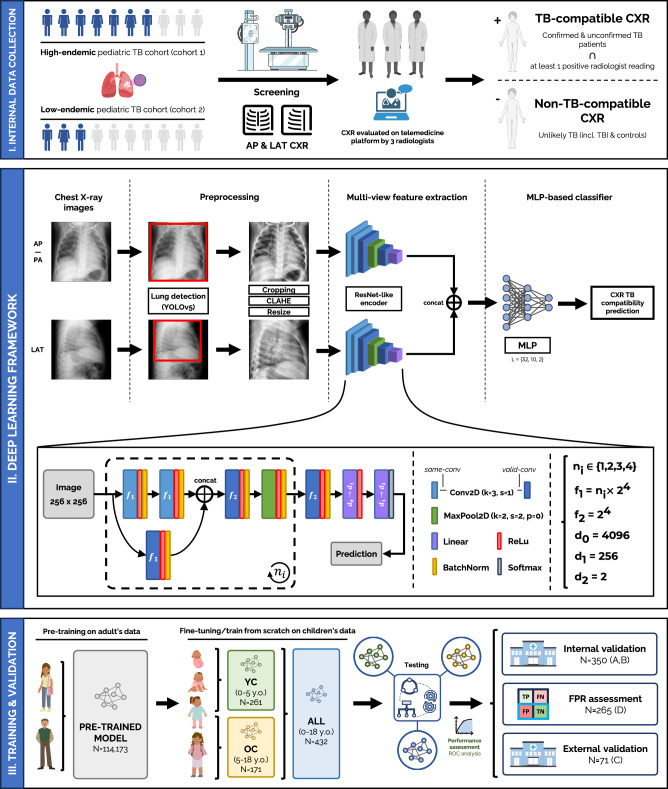 I. INTERNAL DATA COLLECTION
High-endemic pediatric TB cohort (cohort 1)
Low-endemic pediatric TB cohort (cohort 2)
Screening
AP & LAT CXR
CXR evaluated on telemedicine
platform by 3 radiologists
+
TB-compatible CXR
Confirmed & unconfirmed TB
patients
∩
at least 1 positive radiologist reading
-
Non-TB-compatible
CXR
Unlikely TB (incl. TBI & controls)
II. DEEP LEARNING FRAMEWORK
Chest X-ray
images
Preprocessing
Multi-view feature extraction
MLP-based classifier
AP
—
PA
LAT
Lung detection
(YOLOv5)
Cropping
CLAHE
Resize
ResNet-like
encoder
concat
MLP
L = {32, 10, 2}
CXR TB
compatibility
prediction
Image
256 x 256
f₁
f₁
f₁
concat
f₂
f₂
d₀ → d₁
d₁ → d₂
nᵢ
Prediction
same-conv
valid-conv
Conv2D (k=3, s=1)
MaxPool2D (k=2, s=2, p=0)
Linear
ReLu
BatchNorm
Softmax
nᵢ ∈ {1,2,3,4}
f₁ = nᵢ x 2⁴
f₂ = 2⁴
d₀ = 4096
d₁ = 256
d₂ = 2
III. TRAINING & VALIDATION
Pre-training on adult's data
PRE-TRAINED
MODEL
N=114.173
Fine-tuning/train from scratch on children's data
YC
(0-5 y.o.)
N=261
OC
(5-18 y.o.)
N=171
ALL
(0-18 y.o.)
N=432
Testing
Performance
assessment
ROC analysis
Internal validation
N=350 (A,B)
TP
FN
FP
TN
FPR assessment
N=265 (D)
External validation
N=71 (C)